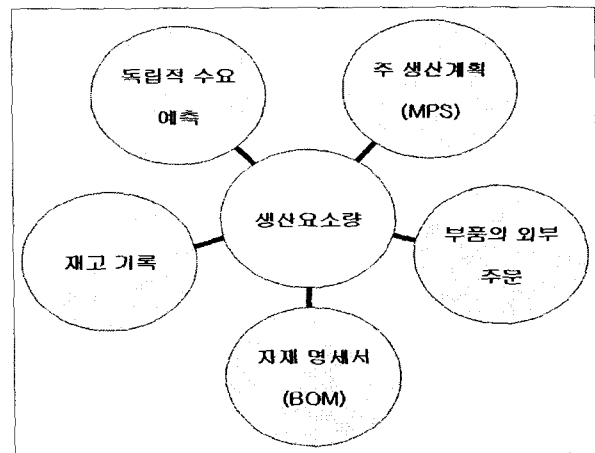 독립적 수요
예측
주 생산계획
(MPS)
생산요소량
재고 기록
부품의 외부
주문
자재 명세서
(BOM)